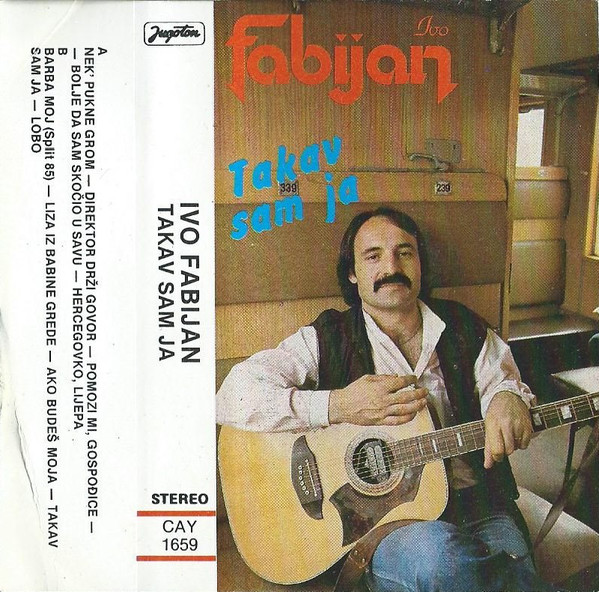 A
NEK' PUKNE GROM — DIREKTOR DRŽI GOVOR — POMOZI MI, GOSPOĐICE —
— BOLJE DA SAM SKOČIO U SAVU — HERCEGOVKO, LIJEPA
B
BARBA MOJ (Split 85) — LIZA IZ BABINE GREDE — AKO BUDEŠ MOJA — TAKAV
SAM JA — LOBO
Jugoton
IVO FABIJAN
TAKAV SAM JA
STEREO
CAY
1659
Ivo
Fabijan
Takav
sam ja
339
239